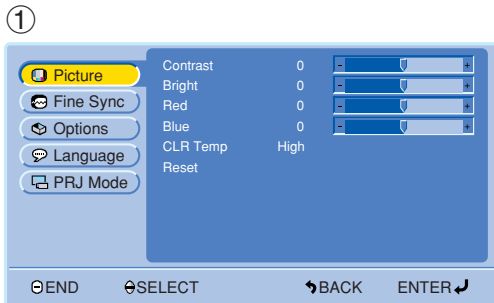 ①
Picture
Fine Sync
Options
Language
PRJ Mode
Contrast 0 - +
Bright 0 - +
Red 0 - +
Blue 0 - +
CLR Temp High
Reset
END SELECT BACK ENTER